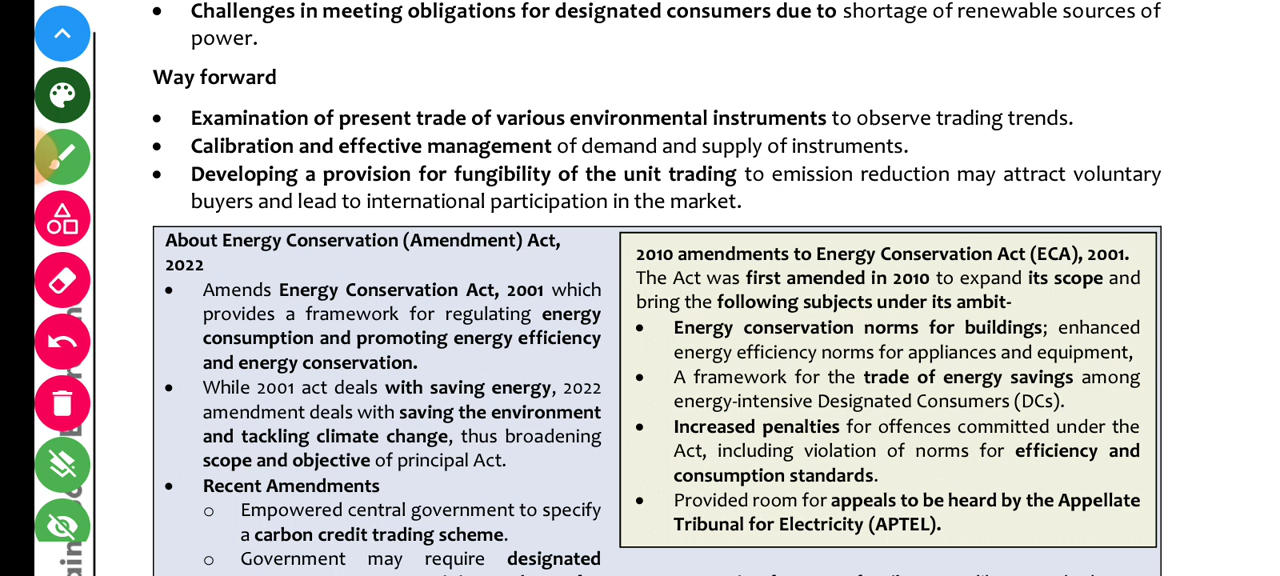 • Challenges in meeting obligations for designated consumers due to shortage of renewable sources of
power.
Way forward
• Examination of present trade of various environmental instruments to observe trading trends.
• Calibration and effective management of demand and supply of instruments.
• Developing a provision for fungibility of the unit trading to emission reduction may attract voluntary
buyers and lead to international participation in the market.
About Energy Conservation (Amendment) Act,
2022
• Amends Energy Conservation Act, 2001 which
provides a framework for regulating energy
consumption and promoting energy efficiency
and energy conservation.
• While 2001 act deals with saving energy, 2022
amendment deals with saving the environment
and tackling climate change, thus broadening
scope and objective of principal Act.
• Recent Amendments
o Empowered central government to specify
a carbon credit trading scheme.
o Government may require designated
2010 amendments to Energy Conservation Act (ECA), 2001.
The Act was first amended in 2010 to expand its scope and
bring the following subjects under its ambit-
• Energy conservation norms for buildings; enhanced
energy efficiency norms for appliances and equipment,
• A framework for the trade of energy savings among
energy-intensive Designated Consumers (DCs).
• Increased penalties for offences committed under the
Act, including violation of norms for efficiency and
consumption standards.
• Provided room for appeals to be heard by the Appellate
Tribunal for Electricity (APTEL).